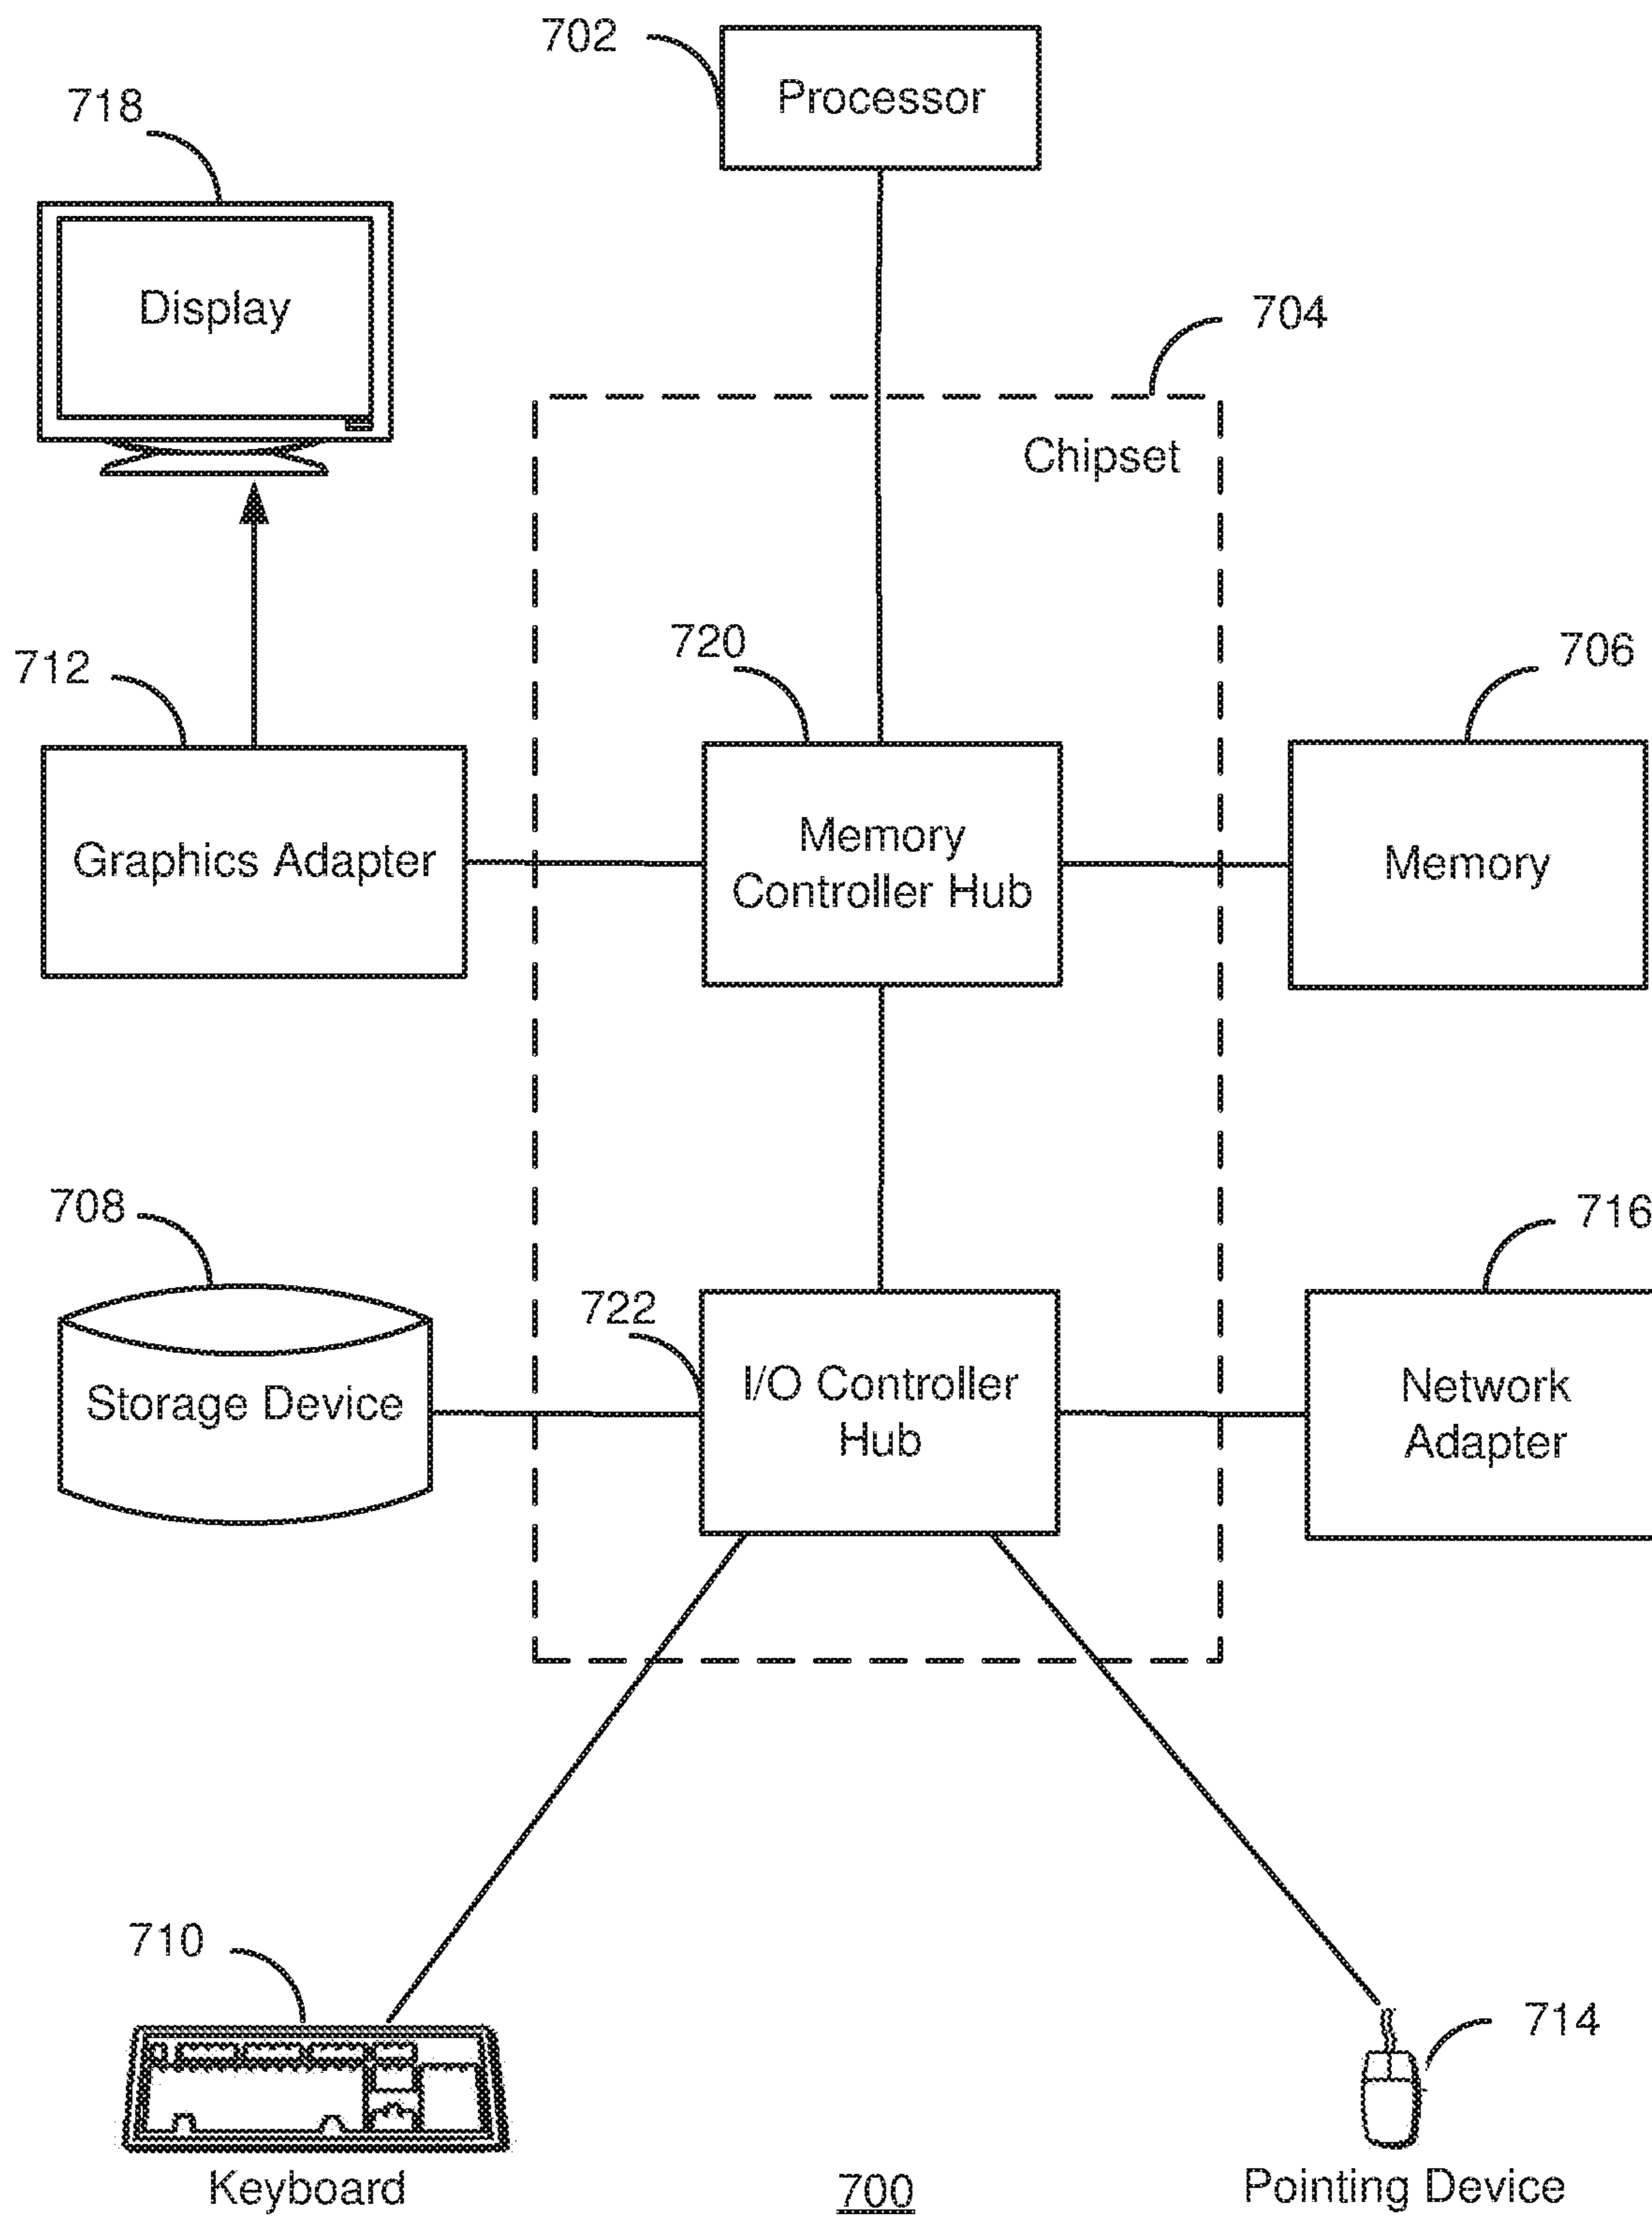 702
Processor
718
Display
704
Chipset
720
706
712
Graphics Adapter
Memory
Controller Hub
Memory
708
716
722
Storage Device
I/O Controller
Hub
Network
Adapter
710
714
Keyboard
700
Pointing Device